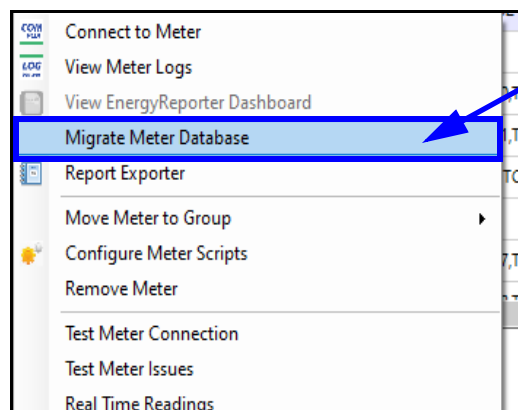 Connect to Meter
View Meter Logs
View EnergyReporter Dashboard
Migrate Meter Database
Report Exporter
Move Meter to Group
Configure Meter Scripts
Remove Meter
Test Meter Connection
Test Meter Issues
Real Time Readings